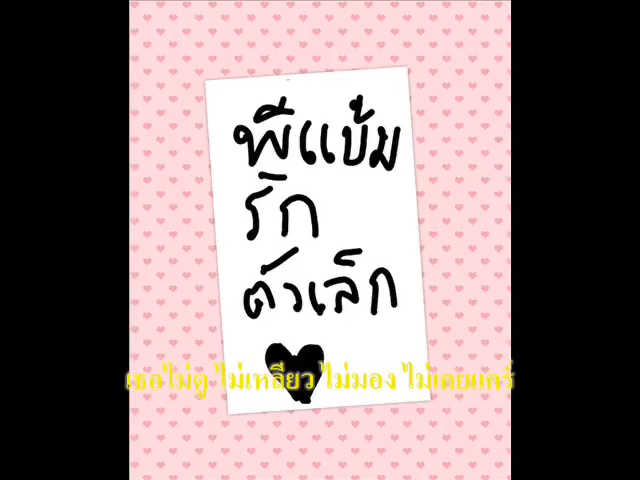 พีแป้ม
รัก
ตัวเล็ก
เธอไม่ดู ไม่เหลียว ไม่มอง ไม่เคยแคร์